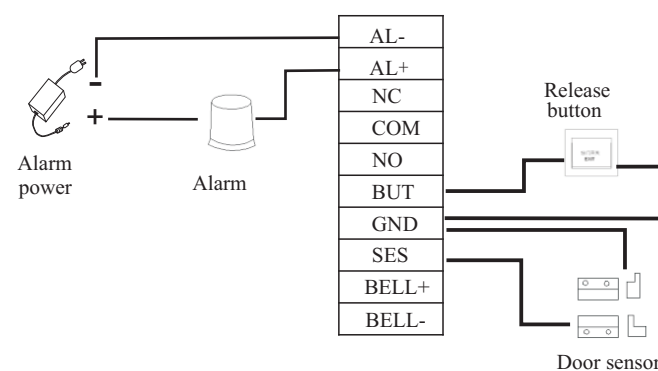 AL-
AL+
NC
COM
NO
BUT
GND
SES
BELL+
BELL-
-
+
Alarm
power
Alarm
Release
button
Door sensor